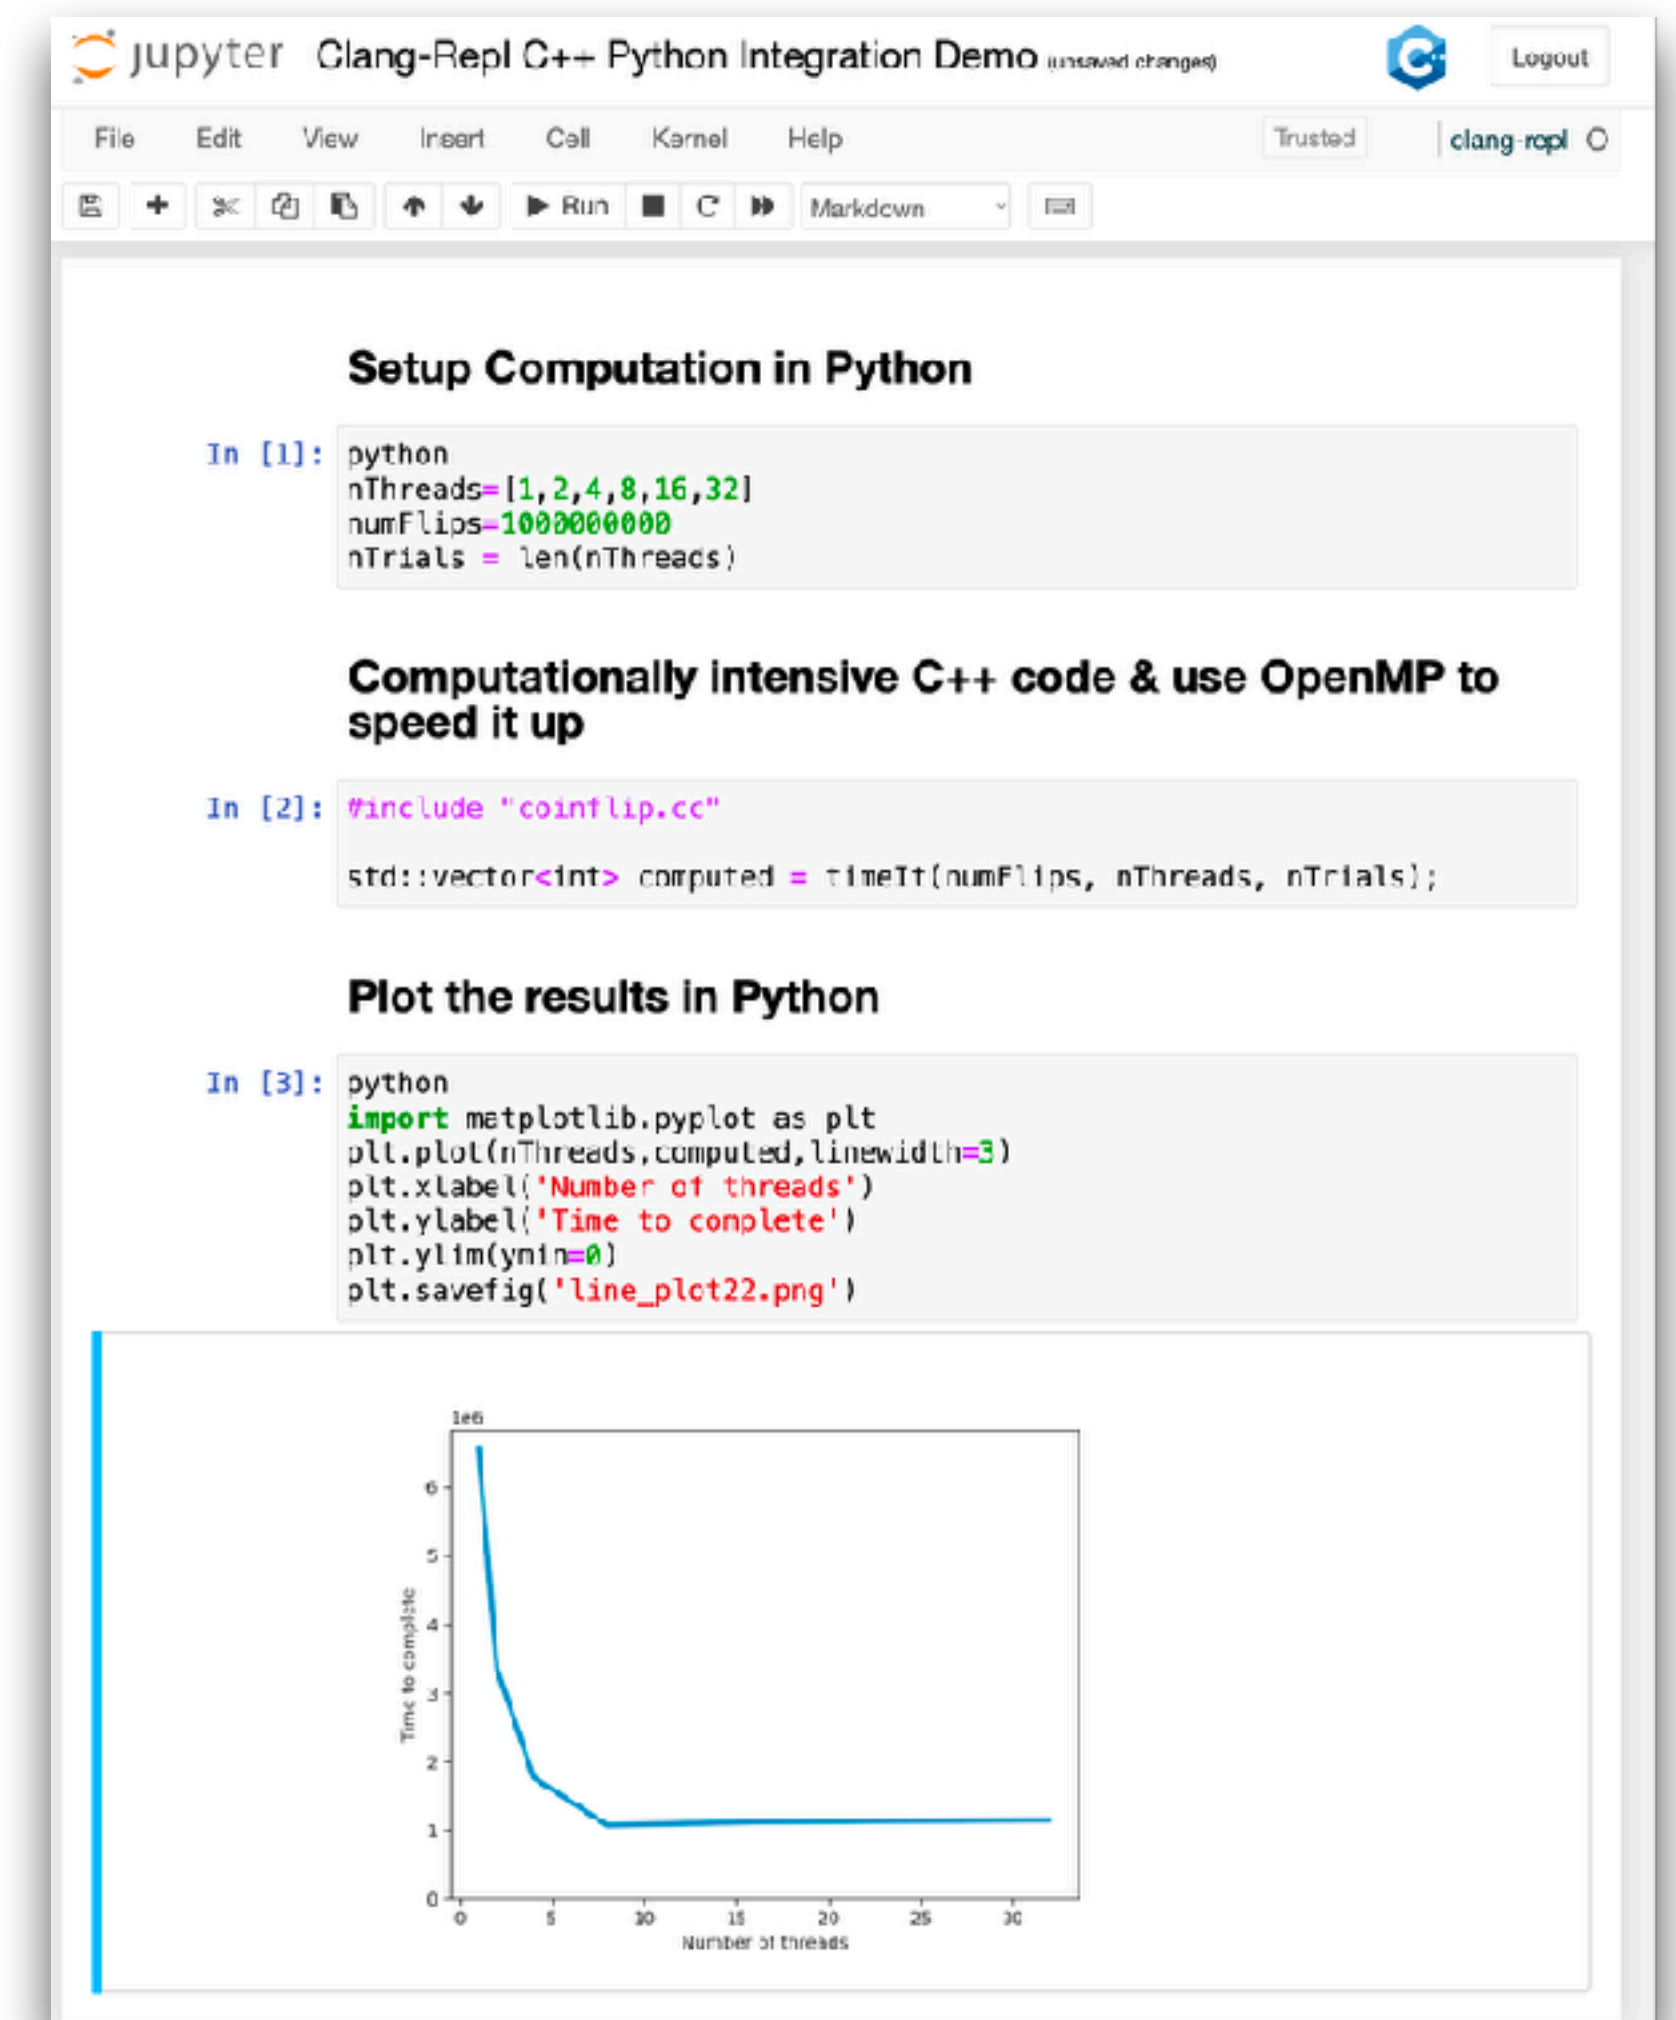 jupyter Clang-Repl C++ Python Integration Demo (unsaved changes) Logout
File Edit View Insert Cell Kernel Help Trusted clang-repl
Run Markdown
Setup Computation in Python
In [1]: python
nThreads=[1,2,4,8,16,32]
numFlips=1000000000
nTrials = len(nThreads)
Computationally intensive C++ code & use OpenMP to
speed it up
In [2]: #include "coinflip.cc"
std::vector<int> computed = timeIt(numFlips, nThreads, nTrials);
Plot the results in Python
In [3]: python
import matplotlib.pyplot as plt
plt.plot(nThreads,computed,linewidth=3)
plt.xlabel('Number of threads')
plt.ylabel('Time to complete')
plt.ylim(ymin=0)
plt.savefig('line_plot22.png')
1e6
6
5
4
3
2
1
0
Time to complete
0 5 10 15 20 25 30
Number of threads